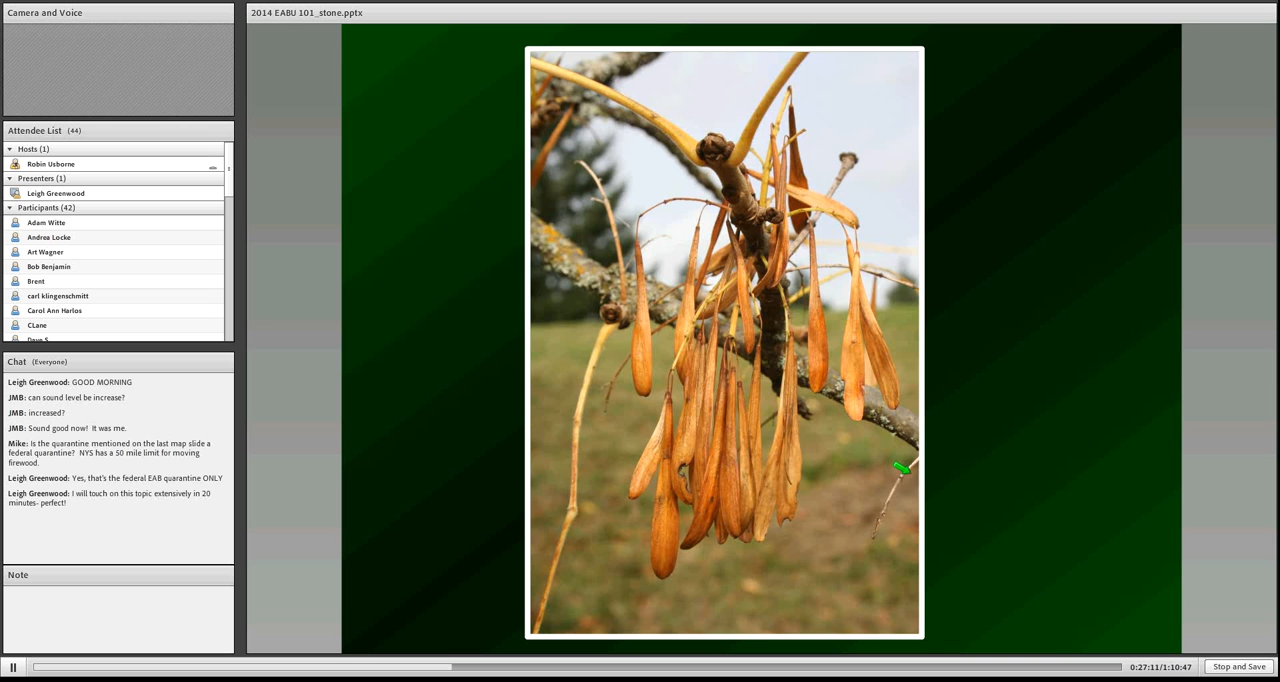 Camera and Voice
2014 EABU 101_stone.pptx
Attendee List (44)
Hosts (1)
Robin Usborne
Presenters (1)
Leigh Greenwood
Participants (42)
Adam Witte
Andrea Locke
Art Wagner
Bob Benjamin
Brent
carl klingenschmitt
Carol Ann Harlos
CLane
Dave S
Chat (Everyone)
Leigh Greenwood: GOOD MORNING
JMB: can sound level be increase?
JMB: increased?
JMB: Sound good now! It was me.
Mike: Is the quarantine mentioned on the last map slide a
federal quarantine? NYS has a 50 mile limit for moving
firewood.
Leigh Greenwood: Yes, that's the federal EAB quarantine ONLY
Leigh Greenwood: I will touch on this topic extensively in 20
minutes- perfect!
Note
0:27:11/1:10:47
Stop and Save